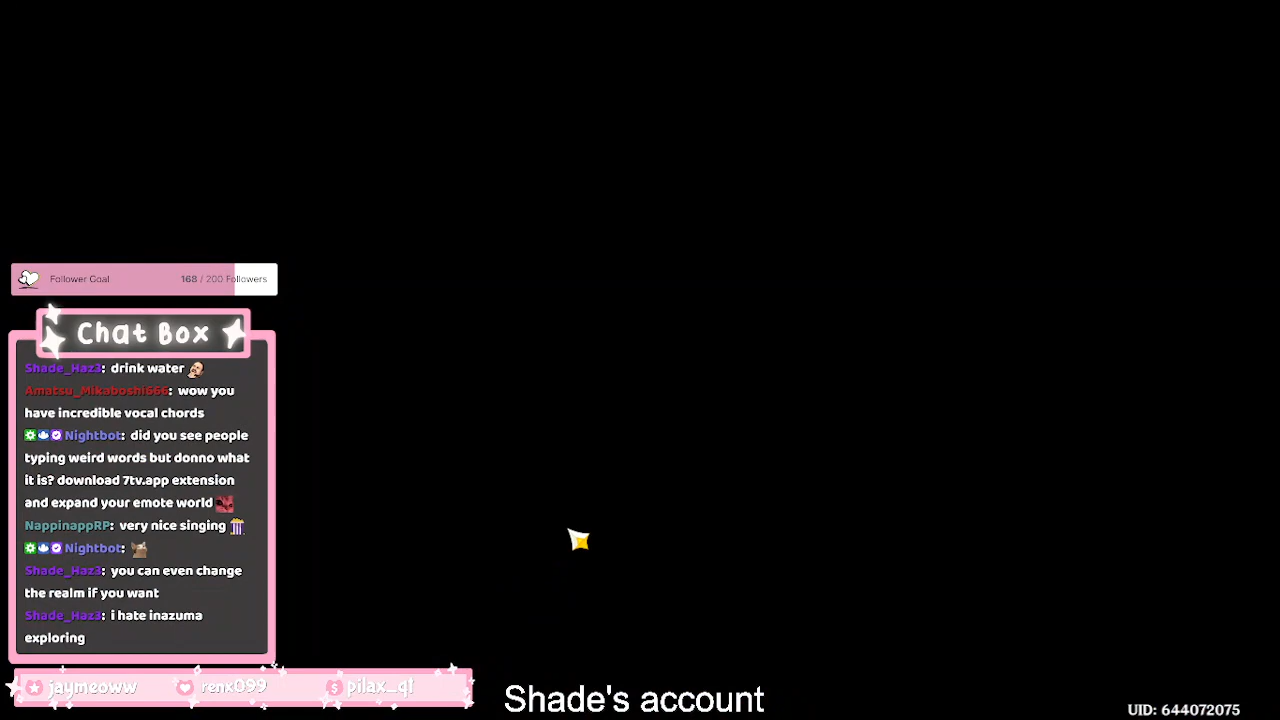 Follower Goal 168 / 200 Followers
Chat Box
Shade_Haz3: drink water
Amatsu_Mikaboshi666: wow you
have incredible vocal chords
Nightbot: did you see people
typing weird words but donno what
it is? download 7tv.app extension
and expand your emote world
NappinappRP: very nice singing
Nightbot:
Shade_Haz3: you can even change
the realm if you want
Shade_Haz3: i hate inazuma
exploring
jaymeoww renx099 pilax_qt
Shade's account
UID: 644072075